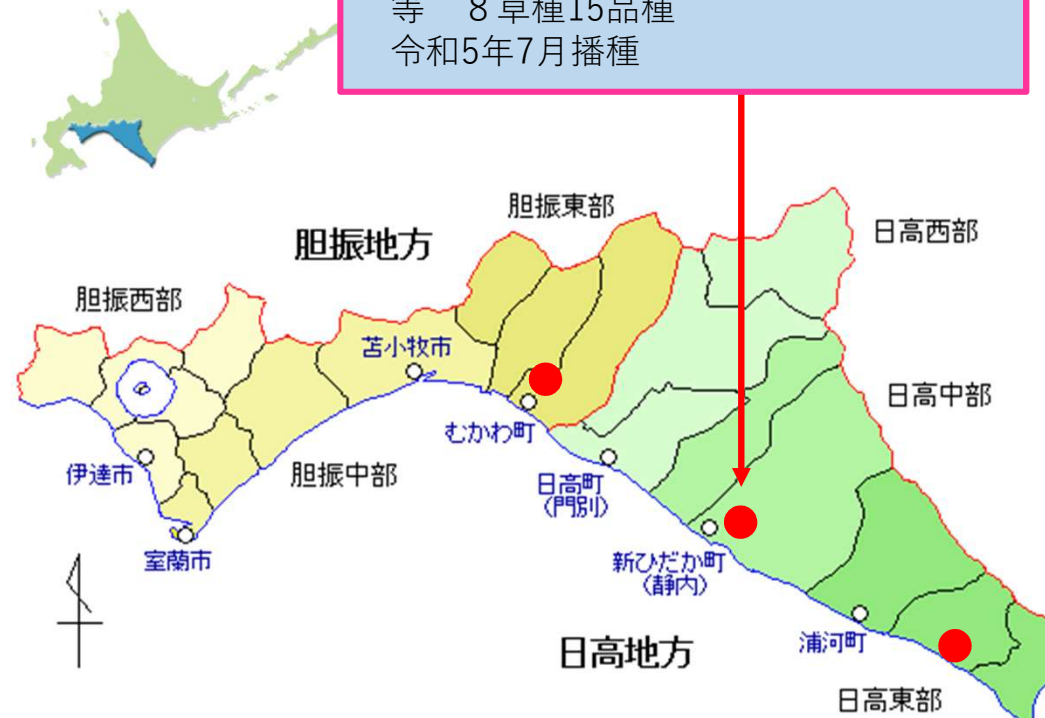 等　８草種15品種
令和5年7月播種
胆振東部
日高西部
胆振地方
胆振西部
苫小牧市
日高中部
むかわ町
伊達市
胆振中部
日高町
（門別）
室蘭市
新ひだか町
（静内）
浦河町
日高地方
日高東部